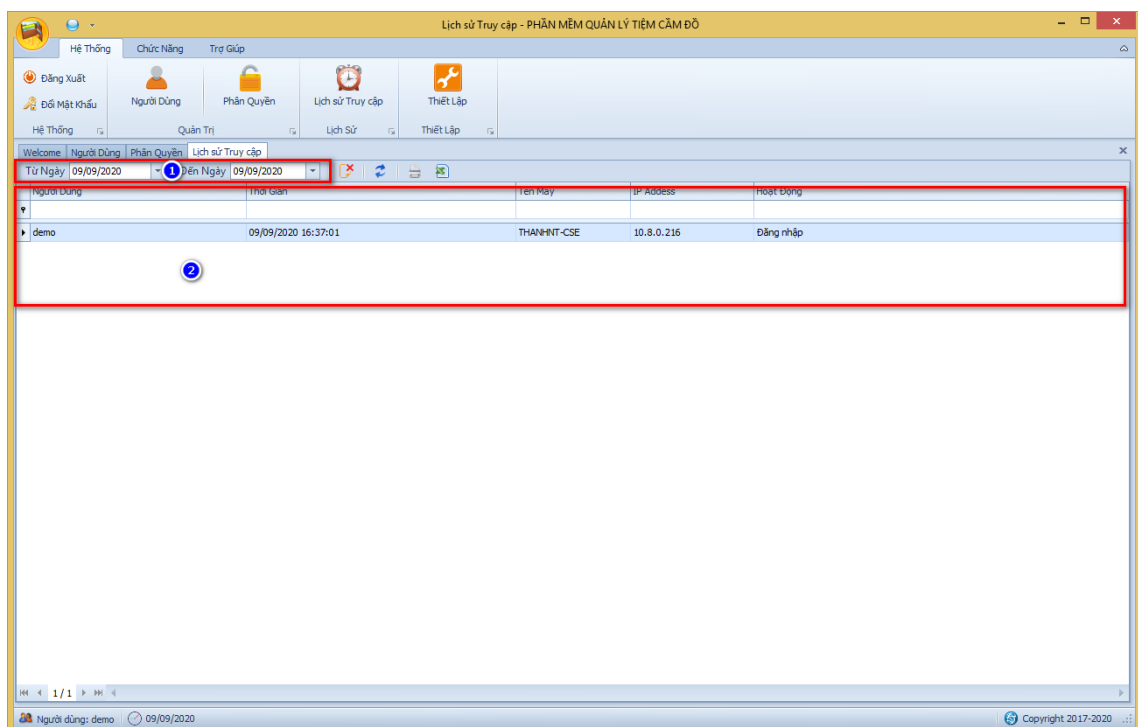 Lịch sử Truy cập - PHẦN MỀM QUẢN LÝ TIỆM CẦM ĐỒ
Hệ Thống Chức Năng Trợ Giúp
Đăng Xuất
Đổi Mật Khẩu
Người Dùng Phân Quyền Lịch sử Truy cập Thiết Lập
Hệ Thống Quản Trị Lịch Sử Thiết Lập
Welcome Người Dùng Phân Quyền Lịch sử Truy cập
Từ Ngày 09/09/2020 1 Đến Ngày 09/09/2020
Người Dùng Thời Gian Tên Máy IP Addess Hoạt Động
demo 09/09/2020 16:37:01 THANHNT-CSE 10.8.0.216 Đăng nhập
2
1 / 1
Người dùng: demo 09/09/2020 Copyright 2017-2020